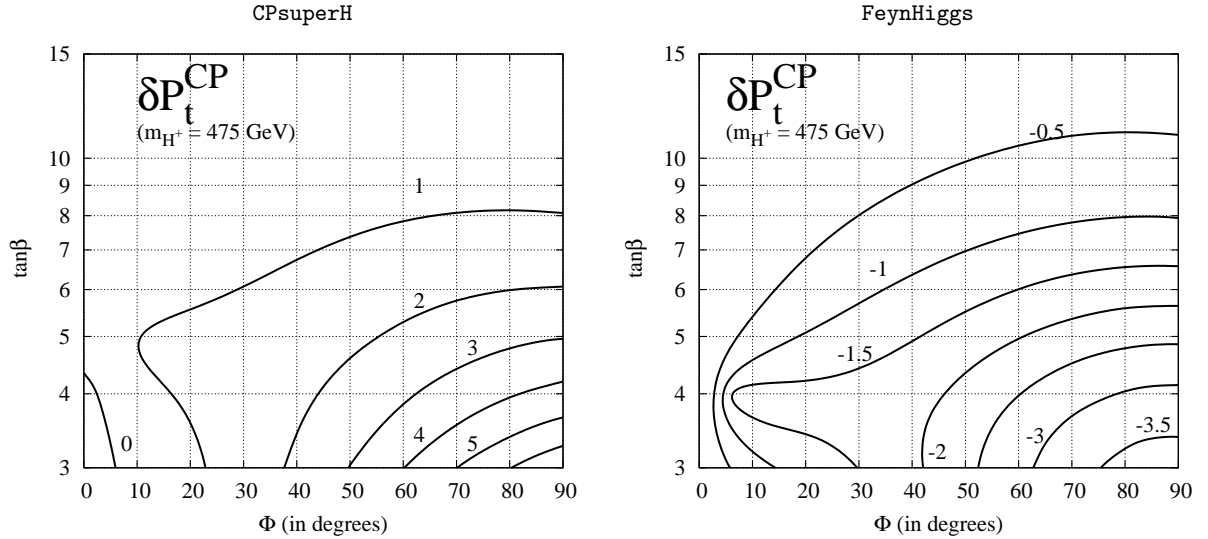 CPsuperH
δP_t^CP
(m_H+ = 475 GeV)
15
10
9
8
7
6
5
4
3
tanβ
1
2
3
4
5
0
0 10 20 30 40 50 60 70 80 90
Φ (in degrees)
FeynHiggs
δP_t^CP
(m_H+ = 475 GeV)
15
10
9
8
7
6
5
4
3
tanβ
-0.5
-1
-1.5
-2
-3
-3.5
0 10 20 30 40 50 60 70 80 90
Φ (in degrees)